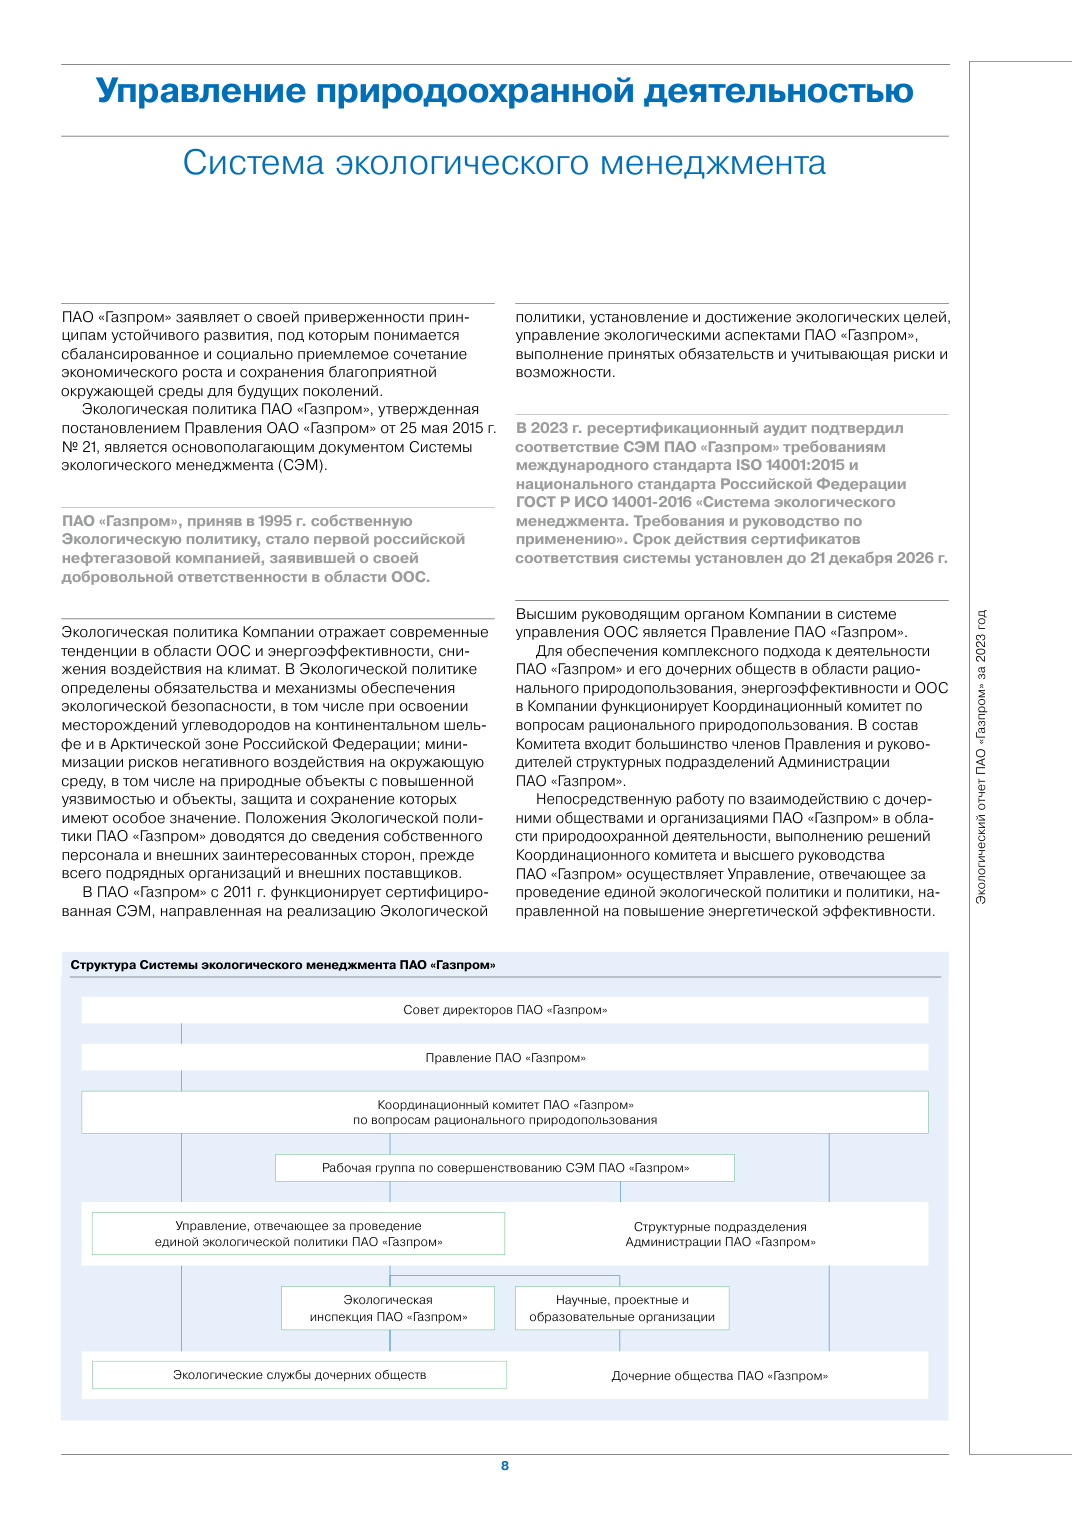 Управление природоохранной деятельностью
Система экологического менеджмента
ПАО «Газпром» заявляет о своей приверженности прин-
ципам устойчивого развития, под которым понимается
сбалансированное и социально приемлемое сочетание
экономического роста и сохранения благоприятной
окружающей среды для будущих поколений.
Экологическая политика ПАО «Газпром», утвержденная
постановлением Правления ОАО «Газпром» от 25 мая 2015 г.
№ 21, является основополагающим документом Системы
экологического менеджмента (СЭМ).
ПАО «Газпром», приняв в 1995 г. собственную
Экологическую политику, стало первой российской
нефтегазовой компанией, заявившей о своей
добровольной ответственности в области ООС.
Экологическая политика Компании отражает современные
тенденции в области ООС и энергоэффективности, сни-
жения воздействия на климат. В Экологической политике
определены обязательства и механизмы обеспечения
экологической безопасности, в том числе при освоении
месторождений углеводородов на континентальном шель-
фе и в Арктической зоне Российской Федерации; мини-
мизации рисков негативного воздействия на окружающую
среду, в том числе на природные объекты с повышенной
уязвимостью и объекты, защита и сохранение которых
имеют особое значение. Положения Экологической поли-
тики ПАО «Газпром» доводятся до сведения собственного
персонала и внешних заинтересованных сторон, прежде
всего подрядных организаций и внешних поставщиков.
В ПАО «Газпром» с 2011 г. функционирует сертифициро-
ванная СЭМ, направленная на реализацию Экологической
политики, установление и достижение экологических целей,
управление экологическими аспектами ПАО «Газпром»,
выполнение принятых обязательств и учитывающая риски и
возможности.
В 2023 г. ресертификационный аудит подтвердил
соответствие СЭМ ПАО «Газпром» требованиям
международного стандарта ISO 14001:2015 и
национального стандарта Российской Федерации
ГОСТ Р ИСО 14001-2016 «Система экологического
менеджмента. Требования и руководство по
применению». Срок действия сертификатов
соответствия системы установлен до 21 декабря 2026 г.
Высшим руководящим органом Компании в системе
управления ООС является Правление ПАО «Газпром».
Для обеспечения комплексного подхода к деятельности
ПАО «Газпром» и его дочерних обществ в области рацио-
нального природопользования, энергоэффективности и ООС
в Компании функционирует Координационный комитет по
вопросам рационального природопользования. В состав
Комитета входит большинство членов Правления и руково-
дителей структурных подразделений Администрации
ПАО «Газпром».
Непосредственную работу по взаимодействию с дочер-
ними обществами и организациями ПАО «Газпром» в обла-
сти природоохранной деятельности, выполнению решений
Координационного комитета и высшего руководства
ПАО «Газпром» осуществляет Управление, отвечающее за
проведение единой экологической политики и политики, на-
правленной на повышение энергетической эффективности.
Экологический отчет ПАО «Газпром» за 2023 год
Структура Системы экологического менеджмента ПАО «Газпром»
Совет директоров ПАО «Газпром»
Правление ПАО «Газпром»
Координационный комитет ПАО «Газпром»
по вопросам рационального природопользования
Рабочая группа по совершенствованию СЭМ ПАО «Газпром»
Управление, отвечающее за проведение
единой экологической политики ПАО «Газпром»
Структурные подразделения
Администрации ПАО «Газпром»
Экологическая
инспекция ПАО «Газпром»
Научные, проектные и
образовательные организации
Экологические службы дочерних обществ
Дочерние общества ПАО «Газпром»
8